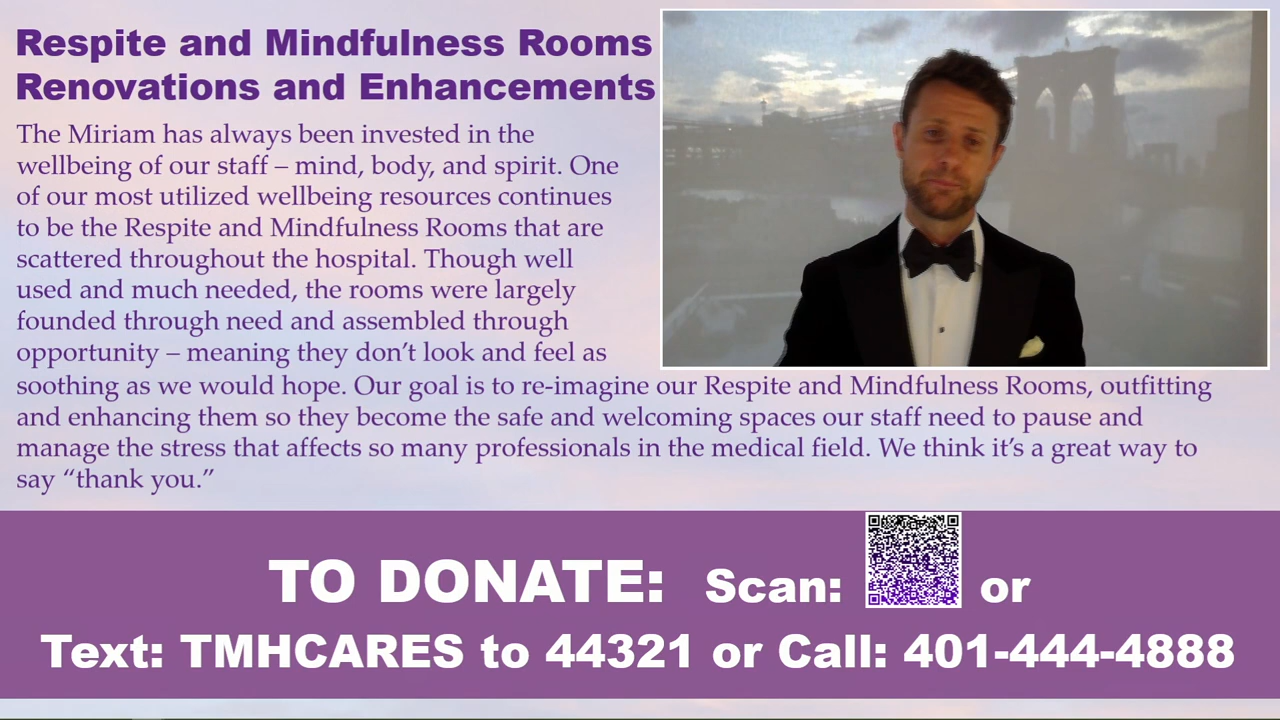 Respite and Mindfulness Rooms
Renovations and Enhancements
The Miriam has always been invested in the
wellbeing of our staff – mind, body, and spirit. One
of our most utilized wellbeing resources continues
to be the Respite and Mindfulness Rooms that are
scattered throughout the hospital. Though well
used and much needed, the rooms were largely
founded through need and assembled through
opportunity – meaning they don’t look and feel as
soothing as we would hope. Our goal is to re-imagine our Respite and Mindfulness Rooms, outfitting
and enhancing them so they become the safe and welcoming spaces our staff need to pause and
manage the stress that affects so many professionals in the medical field. We think it’s a great way to
say “thank you.”
TO DONATE: Scan: or
Text: TMHCARES to 44321 or Call: 401-444-4888